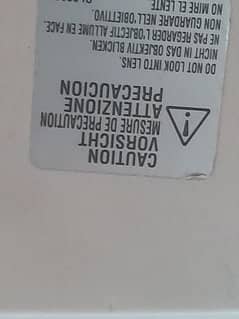 CAUTION
VORSICHT
MESURE DE PRECAUTION
ATTENZIONE
PRECAUCION
DO NOT LOOK INTO LENS.
NICHT IN DAS OBJEKTIV BLICKEN.
NE PAS REGARDER L'OBJECTIF ALLUME EN FACE.
NON GUARDARE NELL'OBIETTIVO.
NO MIRE EL LENTE.